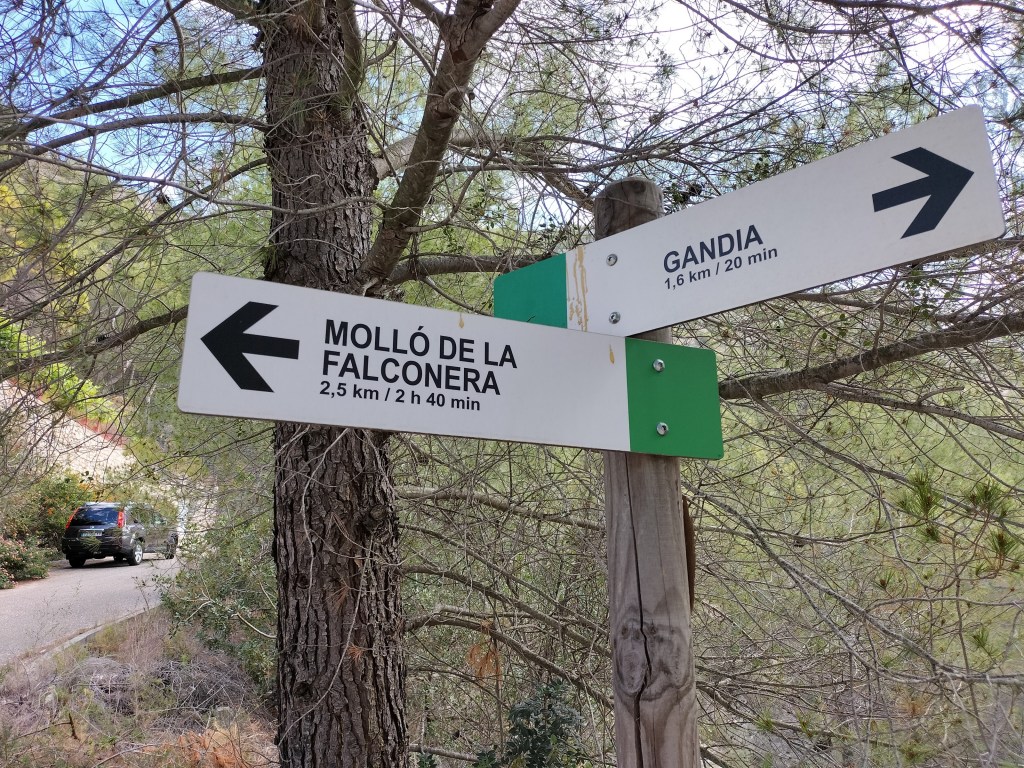 GANDIA
1,6 km / 20 min
MOLLÓ DE LA
FALCONERA
2,5 km / 2 h 40 min